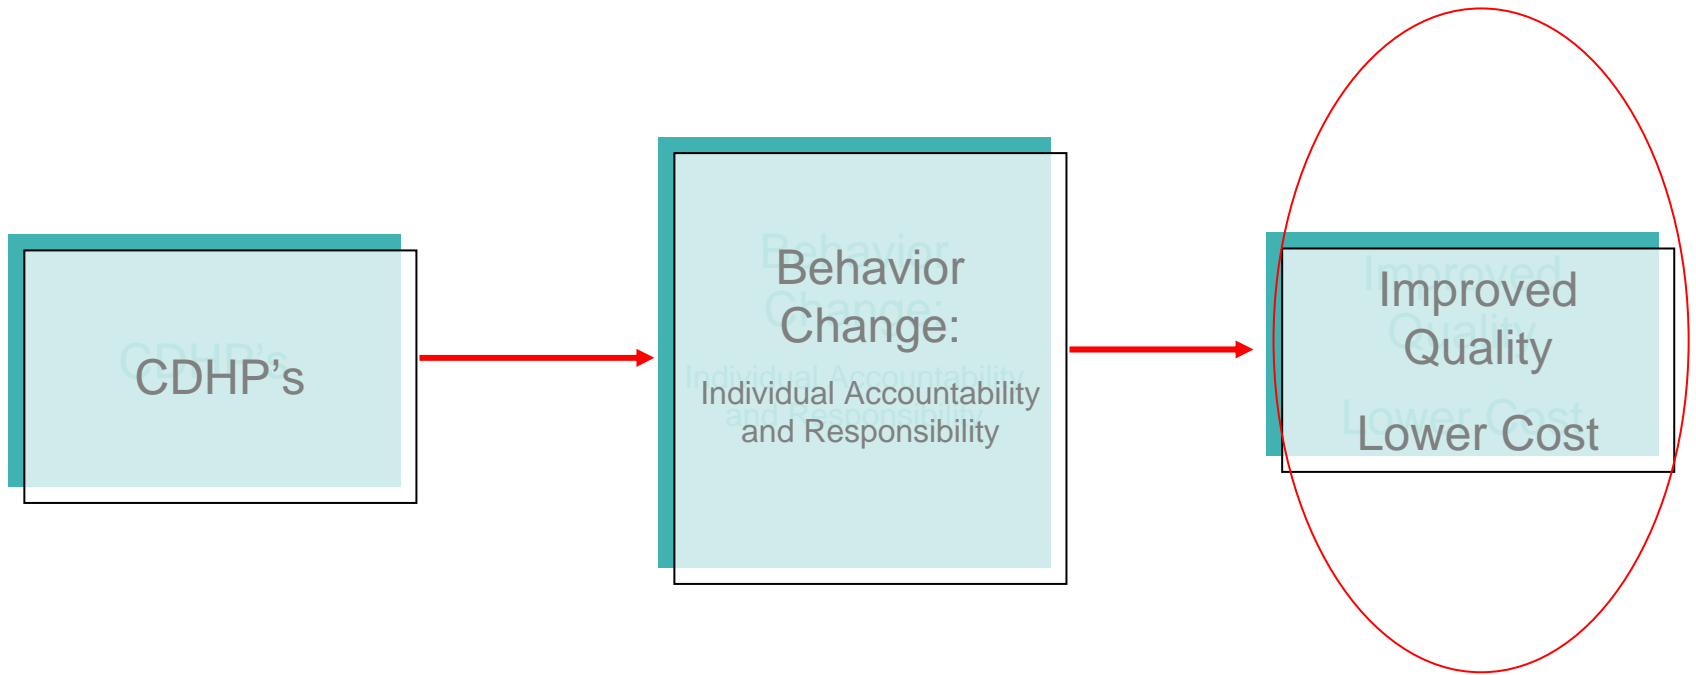 CDHP’s
Behavior
Change:
Individual Accountability
and Responsibility
Improved
Quality
Lower Cost